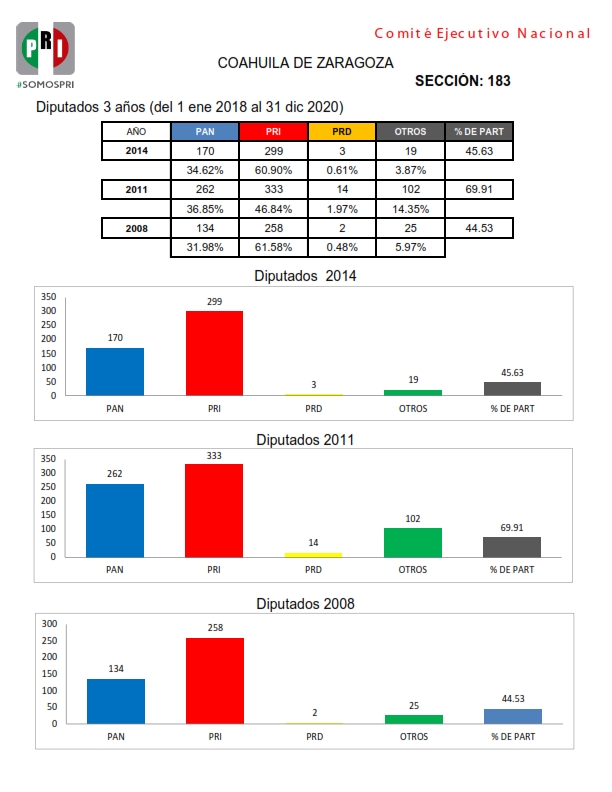 Comité Ejecutivo Nacional
PRI
#SOMOSPRI
COAHUILA DE ZARAGOZA
SECCIÓN: 183
Diputados 3 años (del 1 ene 2018 al 31 dic 2020)
AÑO PAN PRI PRD OTROS % DE PART
2014 170 299 3 19 45.63
34.62% 60.90% 0.61% 3.87%
2011 262 333 14 102 69.91
36.85% 46.84% 1.97% 14.35%
2008 134 258 2 25 44.53
31.98% 61.58% 0.48% 5.97%
Diputados 2014
350
300
250
200
150
100
50
0
170 299 3 19 45.63
PAN PRI PRD OTROS % DE PART
Diputados 2011
350
300
250
200
150
100
50
0
262 333 14 102 69.91
PAN PRI PRD OTROS % DE PART
Diputados 2008
300
250
200
150
100
50
0
134 258 2 25 44.53
PAN PRI PRD OTROS % DE PART